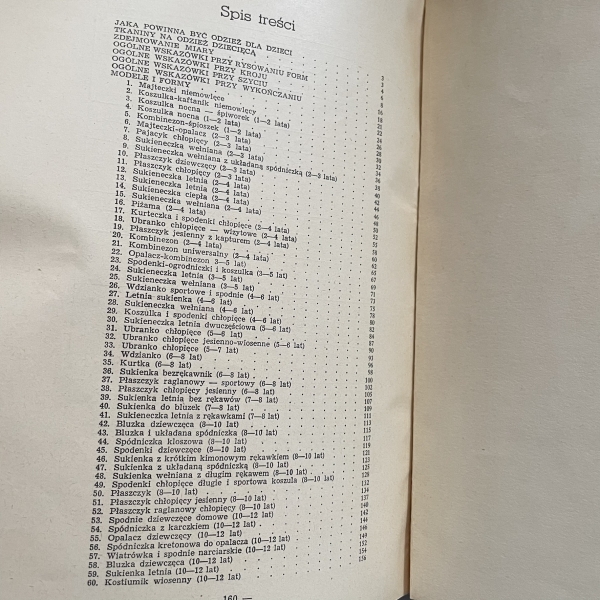 Spis treści
JAKA POWINNA BYĆ ODZIEŻ DLA DZIECI
TKANINY NA ODZIEŻ DZIECIĘCĄ
ZDEJMOWANIE MIARY
OGÓLNE WSKAZÓWKI PRZY RYSOWANIU FORM
OGÓLNE WSKAZÓWKI PRZY KROJU
OGÓLNE WSKAZÓWKI PRZY SZYCIU
OGÓLNE WSKAZÓWKI PRZY WYKOŃCZANIU
MODELE I FORMY
1. Majteczki niemowlęce
2. Koszulka-kaftanik niemowlęcy
3. Koszulka nocna — śpiworek (1—2 lata)
4. Koszulka nocna (1—2 lata)
5. Kombinezon-śpioszek (1—2 lata)
6. Majteczki-opalacz (2—3 lata)
7. Pajacyk chłopięcy (2—3 lata)
8. Sukieneczka wełniana (2—3 lata)
9. Sukieneczka wełniana z układaną spódniczką (2—3 lata)
10. Płaszczyk dziewczęcy (2—3 lata)
11. Płaszczyk chłopięcy (2—3 lata)
12. Sukieneczka letnia (2—4 lata)
13. Sukieneczka letnia (2—4 lata)
14. Sukieneczka ciepła (2—4 lata)
15. Sukieneczka wełniana (2—4 lata)
16. Piżama (2—4 lata)
17. Kurteczka i spodenki chłopięce (2—4 lata)
18. Ubranko chłopięce — wizytowe (2—4 lata)
19. Płaszczyk jesienny z kapturem (2—4 lata)
20. Kombinezon (2—4 lata)
21. Kombinezon uniwersalny (2—4 lata)
22. Opalacz-kombinezon 3—5 lat)
23. Spodenki-ogrodniczki i koszulka (3—5 lat)
24. Sukieneczka letnia (3—5 lat)
25. Sukieneczka wełniana (3—5 lat)
26. Wdzianko sportowe i spodnie (4—6 lat)
27. Letnia sukienka (4—6 lat)
28. Sukieneczka wełniana (4—6 lat)
29. Koszulka i spodenki chłopięce (4—6 lat)
30. Sukieneczka letnia dwuczęściowa (5—6 lat)
31. Ubranko chłopięce (5—6 lat)
32. Ubranko chłopięce jesienno-wiosenne (5—6 lat)
33. Ubranko chłopięce (5—7 lat)
34. Wdzianko (6—8 lat)
35. Kurtka (6—8 lat)
36. Sukienka bezrękawnik (6—8 lat)
37. Płaszczyk raglanowy — sportowy (6—8 lat)
38. Płaszczyk chłopięcy jesienny (6—8 lat)
39. Sukienka letnia bez rękawów (7—8 lat)
40. Sukienka do bluzek (7—8 lat)
41. Sukieneczka letnia z rękawkami (7—8 lat)
42. Bluzka dziewczęca (8—10 lat)
43. Bluzka i układana spódniczka (8—10 lat)
44. Spódniczka kloszowa (8—10 lat)
45. Spodenki dziewczęce (8—10 lat)
46. Sukienka z krótkim kimonowym rękawkiem (8—10 lat)
47. Sukienka z układaną spódniczką (8—10 lat)
48. Sukienka wełniana z długim rękawem (8—10 lat)
49. Spodenki chłopięce długie i sportowa koszula (8—10 lat)
50. Płaszczyk (8—10 lat)
51. Płaszczyk chłopięcy jesienny (8—10 lat)
52. Płaszczyk raglanowy chłopięcy (8—10 lat)
53. Spodnie dziewczęce domowe (10—12 lat)
54. Spódniczka z karczkiem (10—12 lat)
55. Opalacz dziewczęcy (10—12 lat)
56. Spódniczka kretonowa do opalacza (10—12 lat)
57. Wiatrówka i spodnie narciarskie (10—12 lat)
58. Bluzka dziewczęca (10—12 lat)
59. Sukienka letnia (10—12 lat)
60. Kostiumik wiosenny (10—12 lat)
160 —